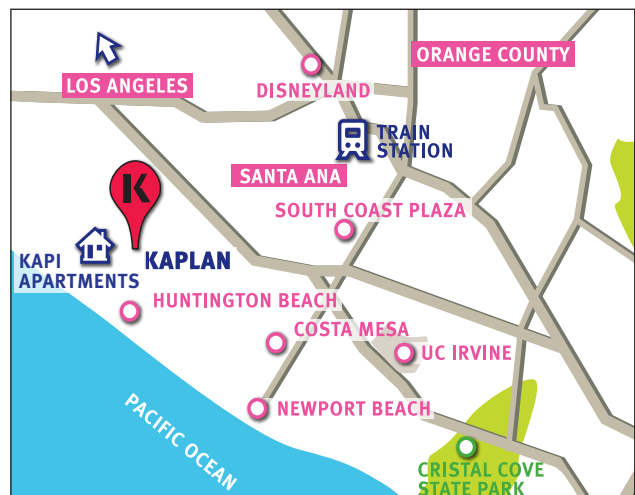 ORANGE COUNTY
LOS ANGELES
DISNEYLAND
TRAIN
STATION
SANTA ANA
K
SOUTH COAST PLAZA
KAPI
APARTMENTS
KAPLAN
HUNTINGTON BEACH
COSTA MESA
UC IRVINE
NEWPORT BEACH
PACIFIC OCEAN
CRISTAL COVE
STATE PARK